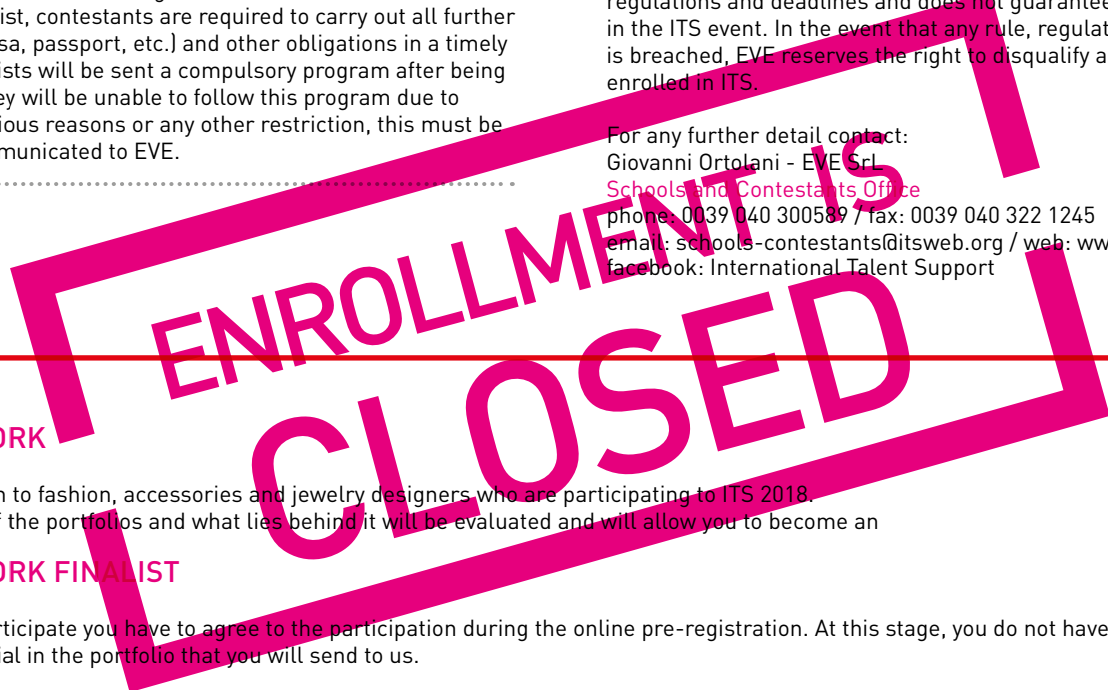 ist, contestants are required to carry out all further
sa, passport, etc.) and other obligations in a timely
ists will be sent a compulsory program after being
ey will be unable to follow this program due to
ious reasons or any other restriction, this must be
municated to EVE.
regulations and deadlines and does not guarantee
in the ITS event. In the event that any rule, regulat
is breached, EVE reserves the right to disqualify a
enrolled in ITS.
For any further detail contact:
Giovanni Ortolani - EVE SrL
Schools and Contestants Office
phone: 0039 040 300589 / fax: 0039 040 322 1245
email: schools-contestants@itsweb.org / web: ww
facebook: International Talent Support
ENROLLMENT IS
CLOSED
ORK
n to fashion, accessories and jewelry designers who are participating to ITS 2018.
f the portfolios and what lies behind it will be evaluated and will allow you to become an
ORK FINALIST
rticipate you have to agree to the participation during the online pre-registration. At this stage, you do not have
ial in the portfolio that you will send to us.